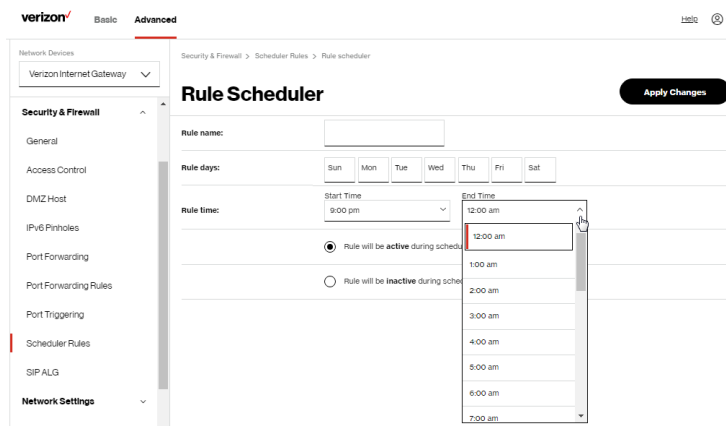 verizon Basic Advanced Help
Network Devices
Verizon Internet Gateway
Security & Firewall > Scheduler Rules > Rule scheduler
Rule Scheduler
Apply Changes
Security & Firewall
General
Access Control
DMZ Host
IPv6 Pinholes
Port Forwarding
Port Forwarding Rules
Port Triggering
Scheduler Rules
SIP ALG
Network Settings
Rule name:
Rule days: Sun Mon Tue Wed Thu Fri Sat
Start Time End Time
Rule time: 9:00 pm 12:00 am
Rule will be active during schedu
Rule will be inactive during sched
12:00 am
1:00 am
2:00 am
3:00 am
4:00 am
5:00 am
6:00 am
7:00 am